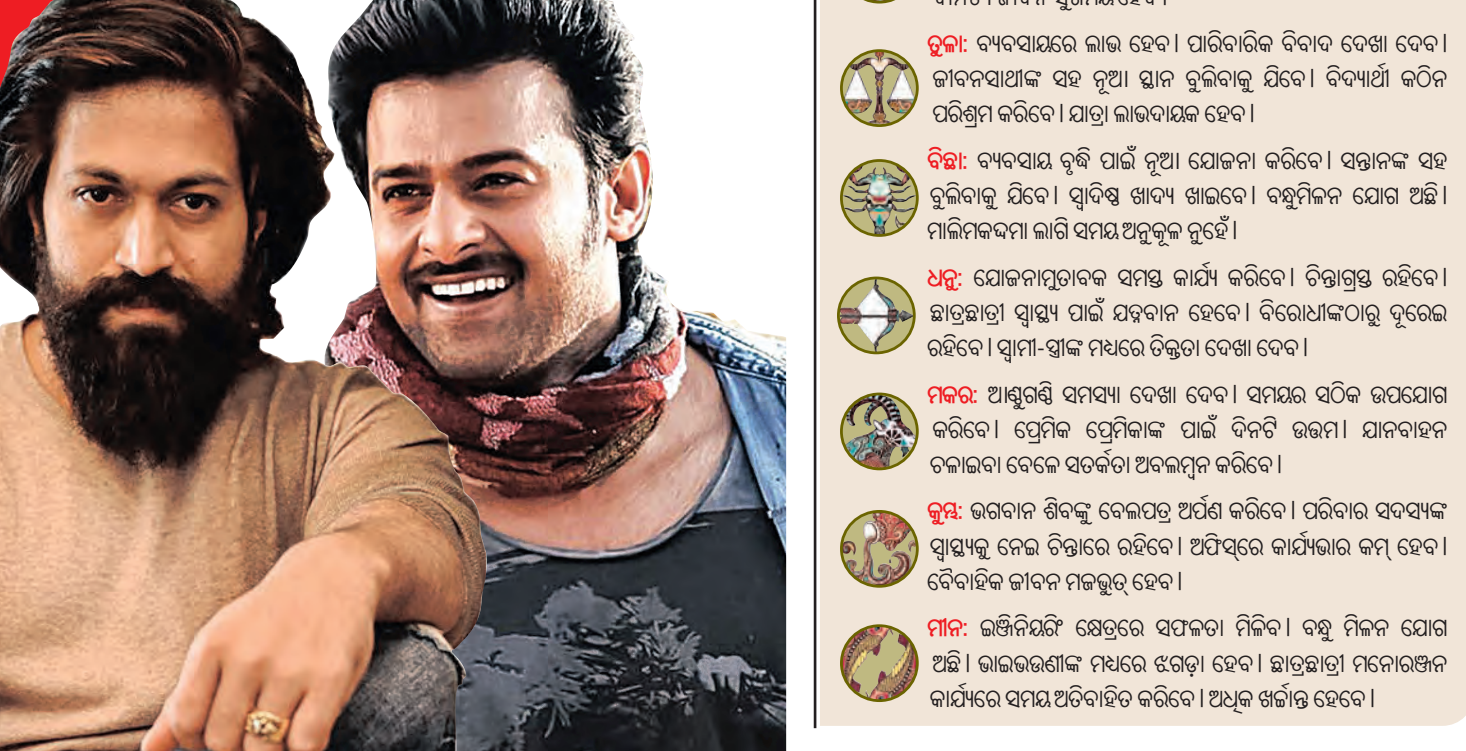 ତୁଳା: ବ୍ୟବସାୟରେ ଲାଭ ହେବ। ପାରିବାରିକ ବିବାଦ ଦେଖା ଦେବ।
ଜୀବନସାଥୀଙ୍କ ସହ ନୂଆ ସ୍ଥାନ ବୁଲିବାକୁ ଯିବେ। ବିଦ୍ୟାର୍ଥୀ କଠିନ
ପରିଶ୍ରମ କରିବେ। ଯାତ୍ରା ଲାଭଦାୟକ ହେବ।
ବିଛା: ବ୍ୟବସାୟ ବୃଦ୍ଧି ପାଇଁ ନୂଆ ଯୋଜନା କରିବେ। ସନ୍ତାନଙ୍କ ସହ
ବୁଲିବାକୁ ଯିବେ। ସ୍ୱାଦିଷ୍ଟ ଖାଦ୍ୟ ଖାଇବେ। ବନ୍ଧୁମିଳନ ଯୋଗ ଅଛି।
ମାଲିମକଦ୍ଦମା ଲାଗି ସମୟ ଅନୁକୂଳ ନୁହେଁ।
ଧନୁ: ଯୋଜନାମୁତାବକ ସମସ୍ତ କାର୍ଯ୍ୟ କରିବେ। ଚିନ୍ତାଗ୍ରସ୍ତ ରହିବେ।
ଛାତ୍ରଛାତ୍ରୀ ସ୍ୱାସ୍ଥ୍ୟ ପାଇଁ ଯତ୍ନବାନ ହେବେ। ବିରୋଧୀଙ୍କଠାରୁ ଦୂରେଇ
ରହିବେ। ସ୍ୱାମୀ-ସ୍ତ୍ରୀଙ୍କ ମଧ୍ୟରେ ତିକ୍ତତା ଦେଖା ଦେବ।
ମକର: ଆଣ୍ଠୁଗଣ୍ଠି ସମସ୍ୟା ଦେଖା ଦେବ। ସମୟର ସଠିକ ଉପଯୋଗ
କରିବେ। ପ୍ରେମିକ ପ୍ରେମିକାଙ୍କ ପାଇଁ ଦିନଟି ଉତ୍ତମ। ଯାନବାହନ
ଚଳାଇବା ବେଳେ ସତର୍କତା ଅବଲମ୍ବନ କରିବେ।
କୁମ୍ଭ: ଭଗବାନ ଶିବଙ୍କୁ ବେଲପତ୍ର ଅର୍ପଣ କରିବେ। ପରିବାର ସଦସ୍ୟଙ୍କ
ସ୍ୱାସ୍ଥ୍ୟକୁ ନେଇ ଚିନ୍ତାରେ ରହିବେ। ଅଫିସ୍‌ରେ କାର୍ଯ୍ୟଭାର କମ୍ ହେବ।
ବୈବାହିକ ଜୀବନ ମଜଭୁତ୍ ହେବ।
ମୀନ: ଇଞ୍ଜିନିୟରିଂ କ୍ଷେତ୍ରରେ ସଫଳତା ମିଳିବ। ବନ୍ଧୁ ମିଳନ ଯୋଗ
ଅଛି। ଭାଇଭଉଣୀଙ୍କ ମଧ୍ୟରେ ଝଗଡ଼ା ହେବ। ଛାତ୍ରଛାତ୍ରୀ ମନୋରଞ୍ଜନ
କାର୍ଯ୍ୟରେ ସମୟ ଅତିବାହିତ କରିବେ। ଅଧିକ ଖର୍ଚ୍ଚାନ୍ତ ହେବେ।